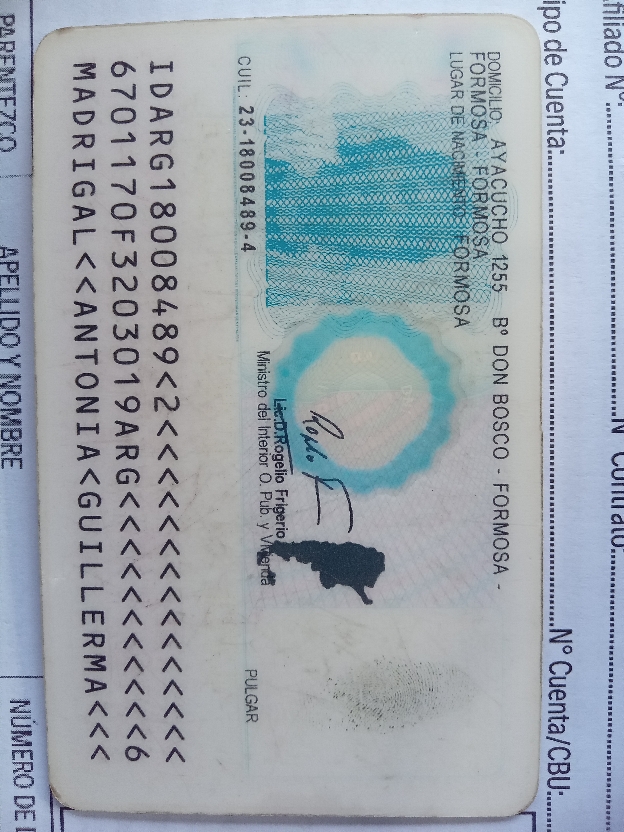 DOMICILIO: AYACUCHO 1255 Bº DON BOSCO - FORMOSA -
FORMOSA - FORMOSA
LUGAR DE NACIMIENTO: FORMOSA
Lic.D.Rogelio Frigerio
Ministro del Interior O. Pub. y Vivienda
CUIL: 23-18008489-4
PULGAR
IDARG18008489<2<<<<<<<<<<<<<<<
6701170F3203019ARG<<<<<<<<<<<6
MADRIGAL<<ANTONIA<GUILLERMA<<<
filiado Nº:
N° Contrato:
ipo de Cuenta:
N° Cuenta/CBU:
PARENTEZCO
APELLIDO Y NOMBRE
NÚMERO DE